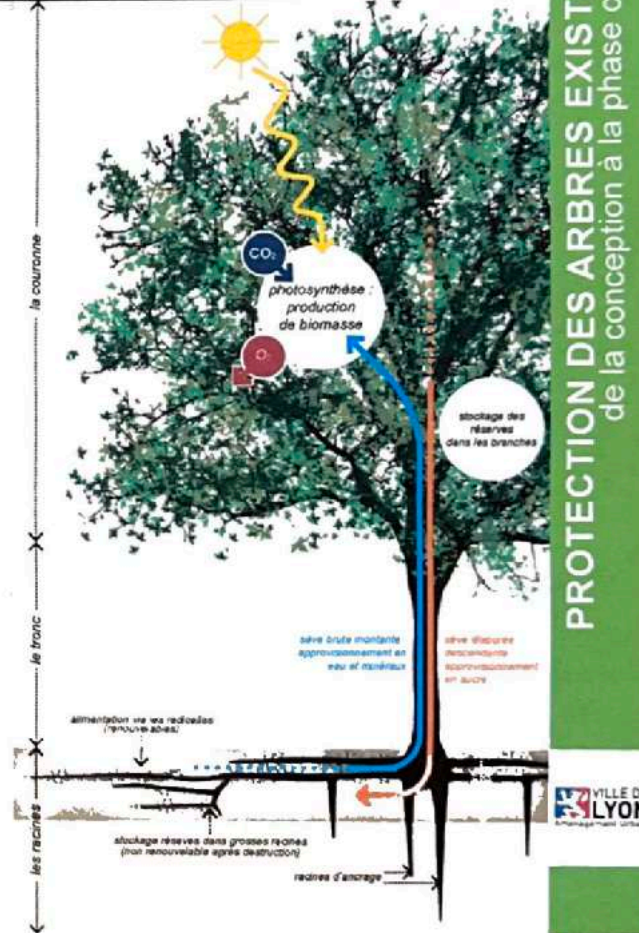 PROTECTION DES ARBRES EXIST
de la conception à la phase
la couronne
CO₂
photosynthèse :
production
de biomasse
O₂
stockage des
réserves
dans les branches
le tronc
sève brute montante
approvisionnement en
eau et minéraux
sève élaborée
descendante
approvisionnement
en sucre
alimentation via les radicelles
(renouvelables)
les racines
stockage réserves dans grosses racines
(non renouvelable après destruction)
racines d'ancrage
VILLE D
LYON